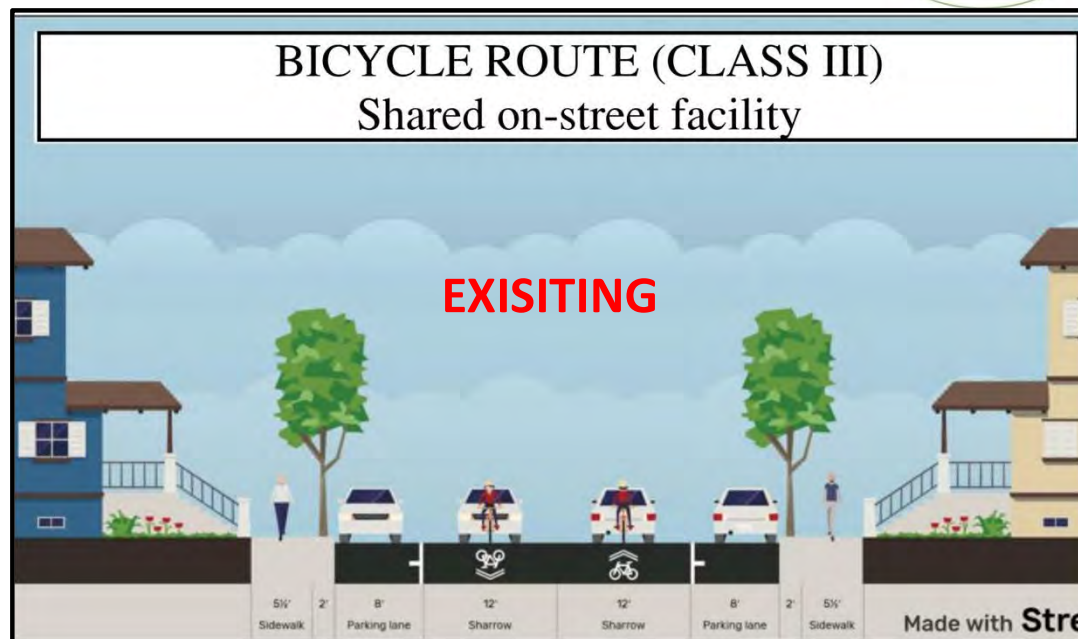 BICYCLE ROUTE (CLASS III)
Shared on-street facility
EXISITING
5½' 2' 8' 12' 12' 8' 2' 5½'
Sidewalk Parking lane Sharrow Sharrow Parking lane Sidewalk
Made with Stre